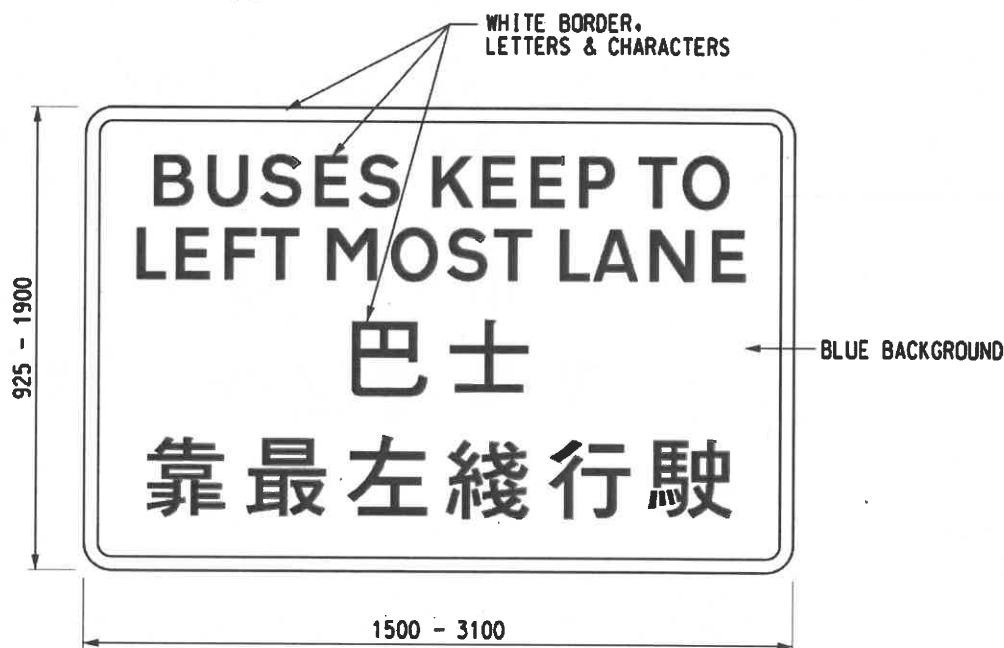 WHITE BORDER,
LETTERS & CHARACTERS
BUSES KEEP TO
LEFT MOST LANE
巴士
靠最左綫行駛
BLUE BACKGROUND
925 - 1900
1500 - 3100